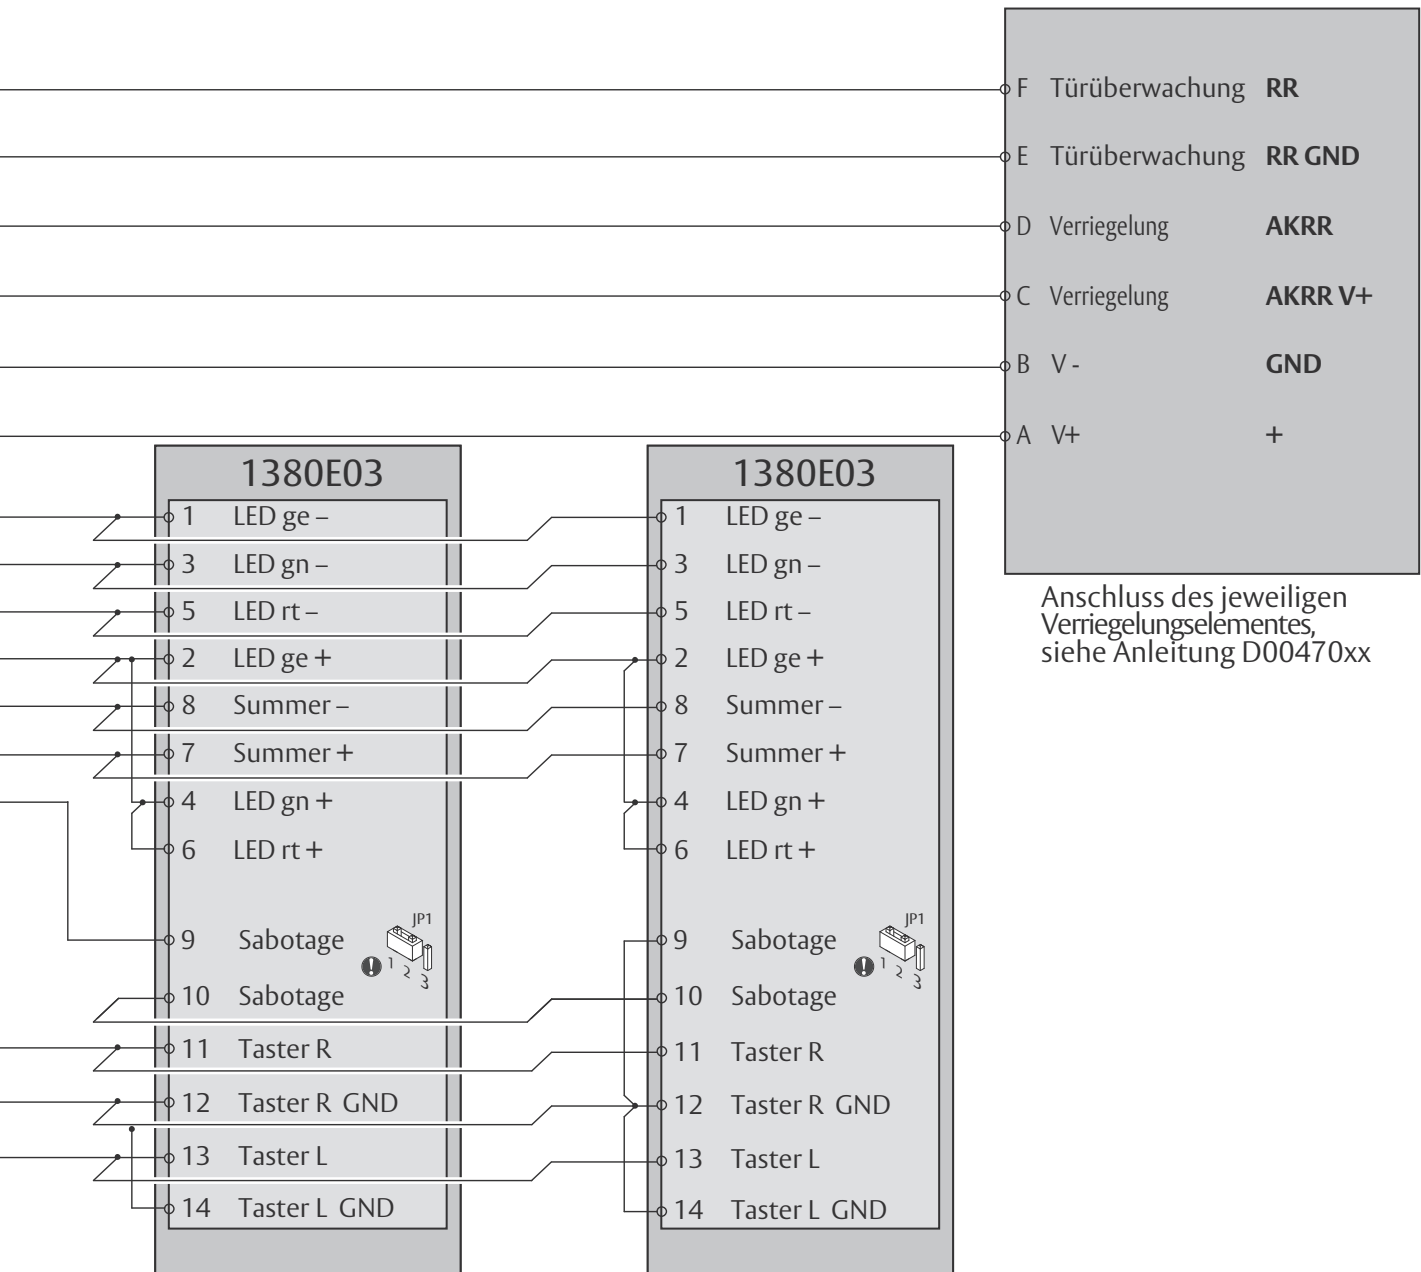 F Türüberwachung RR
E Türüberwachung RR GND
D Verriegelung AKRR
C Verriegelung AKRR V+
B V - GND
A V+ +
Anschluss des jeweiligen
Verriegelungselementes,
siehe Anleitung D00470xx
1380E03
1 LED ge –
3 LED gn –
5 LED rt –
2 LED ge +
8 Summer –
7 Summer +
4 LED gn +
6 LED rt +
JP1
9 Sabotage
1 2 3
10 Sabotage
11 Taster R
12 Taster R GND
13 Taster L
14 Taster L GND
1380E03
1 LED ge –
3 LED gn –
5 LED rt –
2 LED ge +
8 Summer –
7 Summer +
4 LED gn +
6 LED rt +
JP1
9 Sabotage
1 2 3
10 Sabotage
11 Taster R
12 Taster R GND
13 Taster L
14 Taster L GND